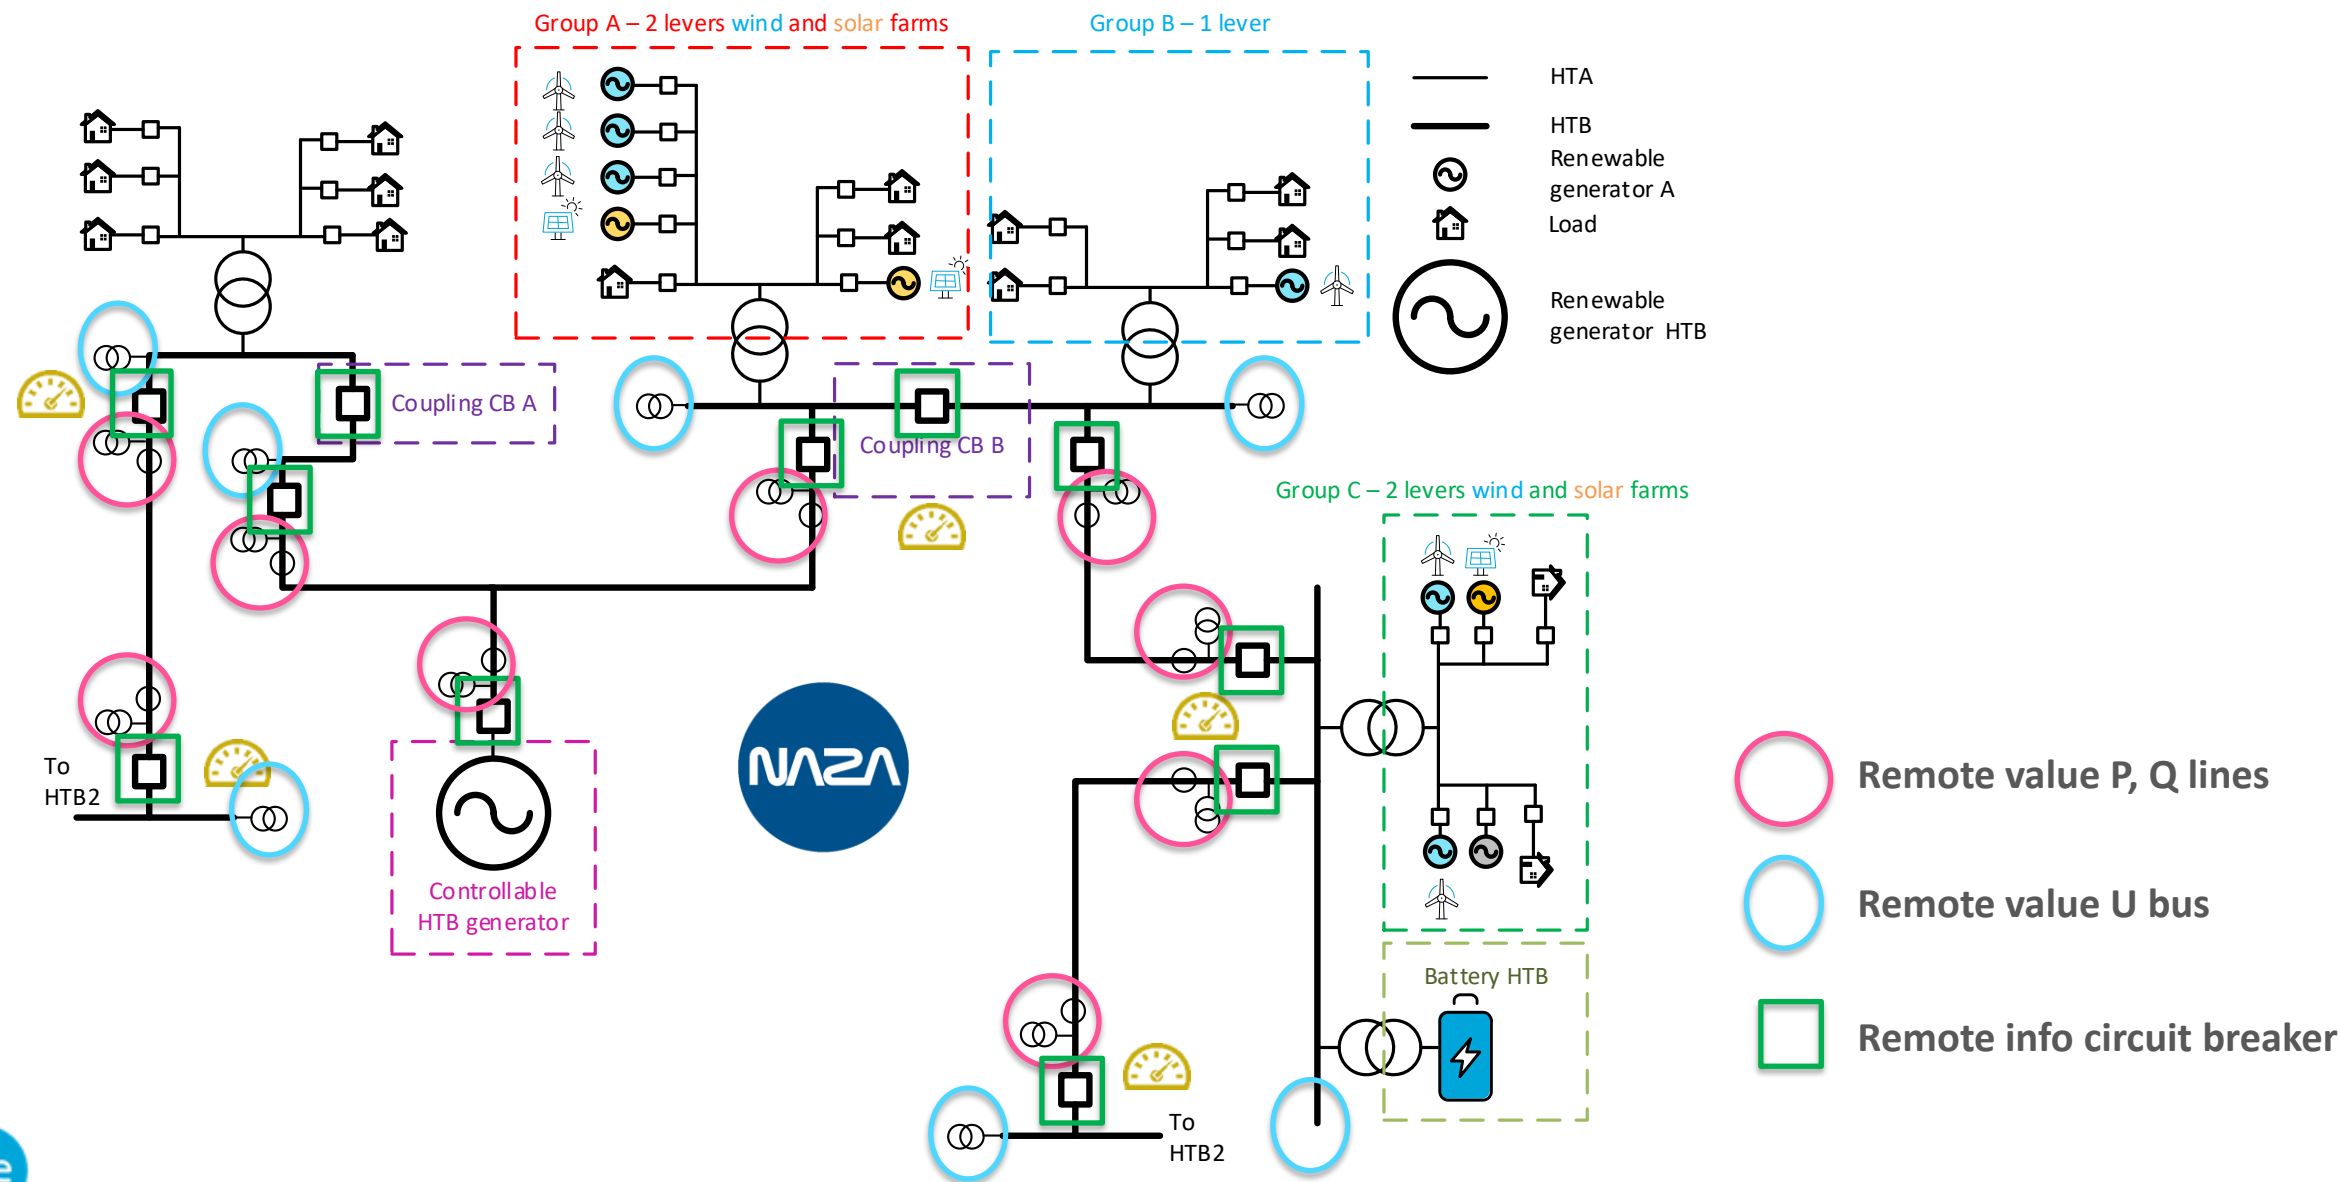 Group A – 2 levers wind and solar farms
Group B – 1 lever
HTA
HTB
Renewable
generator A
Load
Renewable
generator HTB
Coupling CB A
Coupling CB B
Group C – 2 levers wind and solar farms
To
HTB2
NAZA
Controllable
HTB generator
Battery HTB
To
HTB2
Remote value P, Q lines
Remote value U bus
Remote info circuit breaker